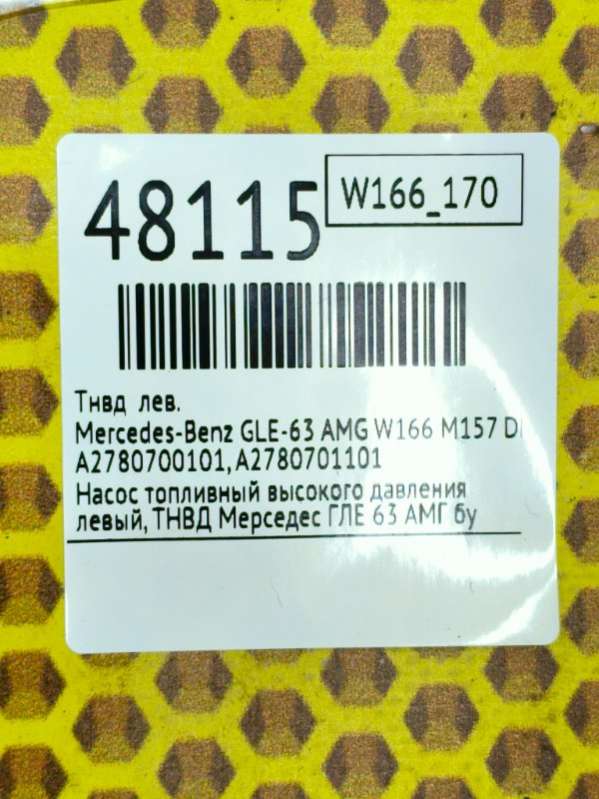 48115
W166_170
Тнвд лев.
Mercedes-Benz GLE-63 AMG W166 M157
A2780700101, A2780701101
Насос топливный высокого давления
левый, ТНВД Мерседес ГЛЕ 63 АМГ бу